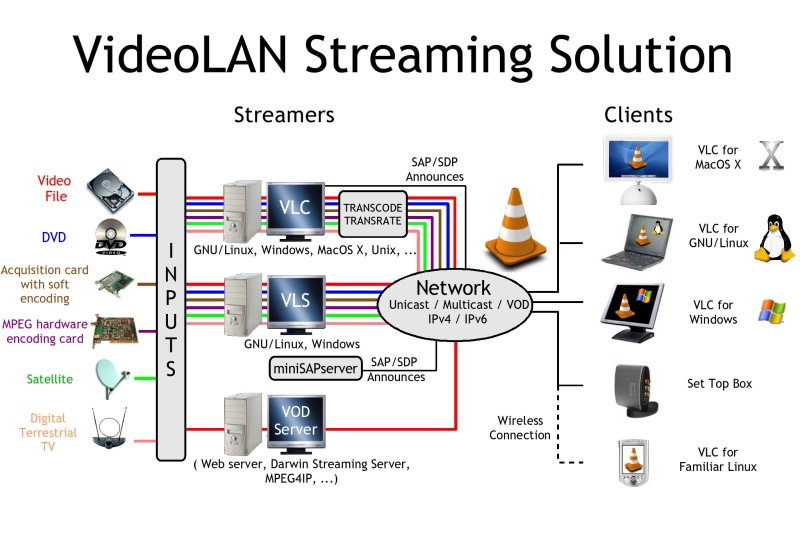 VideoLAN Streaming Solution
Streamers
Clients
Video
File
DVD
DVD
VIDEO
Acquisition card
with soft
encoding
MPEG hardware
encoding card
Satellite
Digital
Terrestrial
TV
INPUTS
VLC
TRANSCODE
TRANSRATE
GNU/Linux, Windows, MacOS X, Unix, ...
SAP/SDP
Announces
VLS
GNU/Linux, Windows
miniSAPserver
SAP/SDP
Announces
VOD
Server
( Web server, Darwin Streaming Server,
MPEG4IP, ...)
Network
Unicast / Multicast / VOD
IPv4 / IPv6
Wireless
Connection
VLC for
MacOS X
X
VLC for
GNU/Linux
VLC for
Windows
Set Top Box
VLC for
Familiar Linux